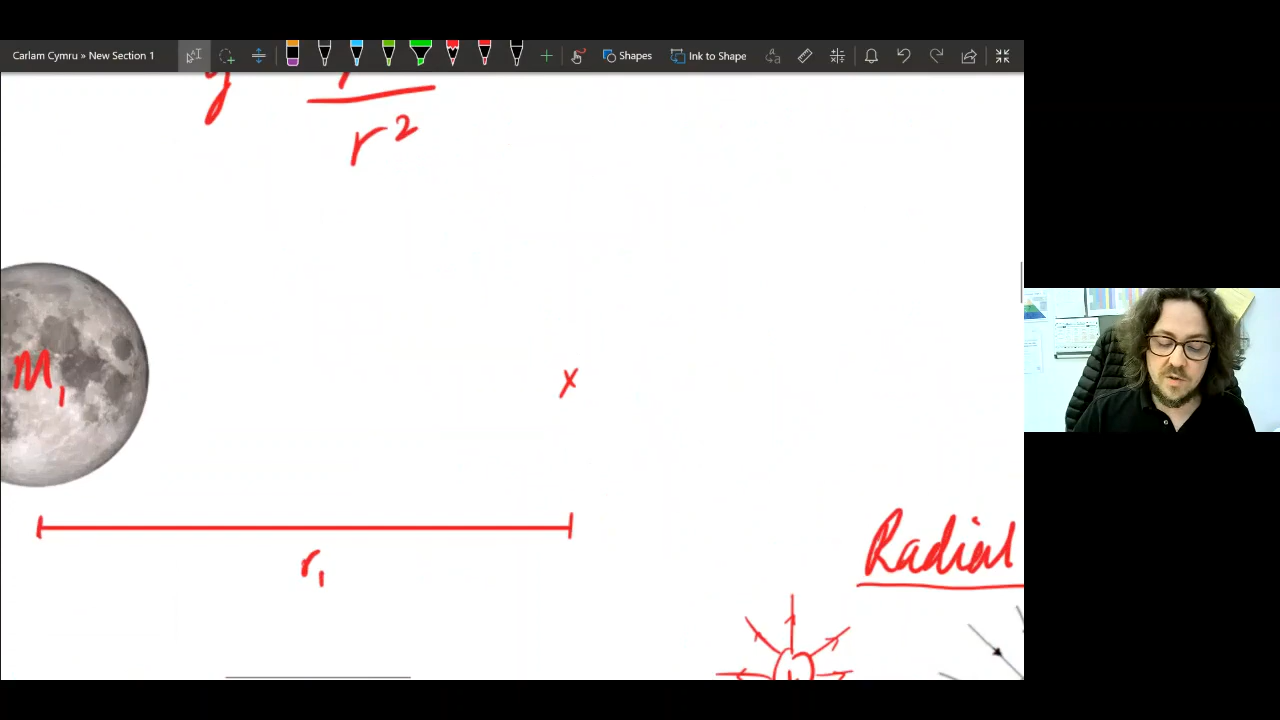 Carlam Cymru » New Section 1
Shapes
Ink to Shape
r²
M₁
x
r₁
Radial